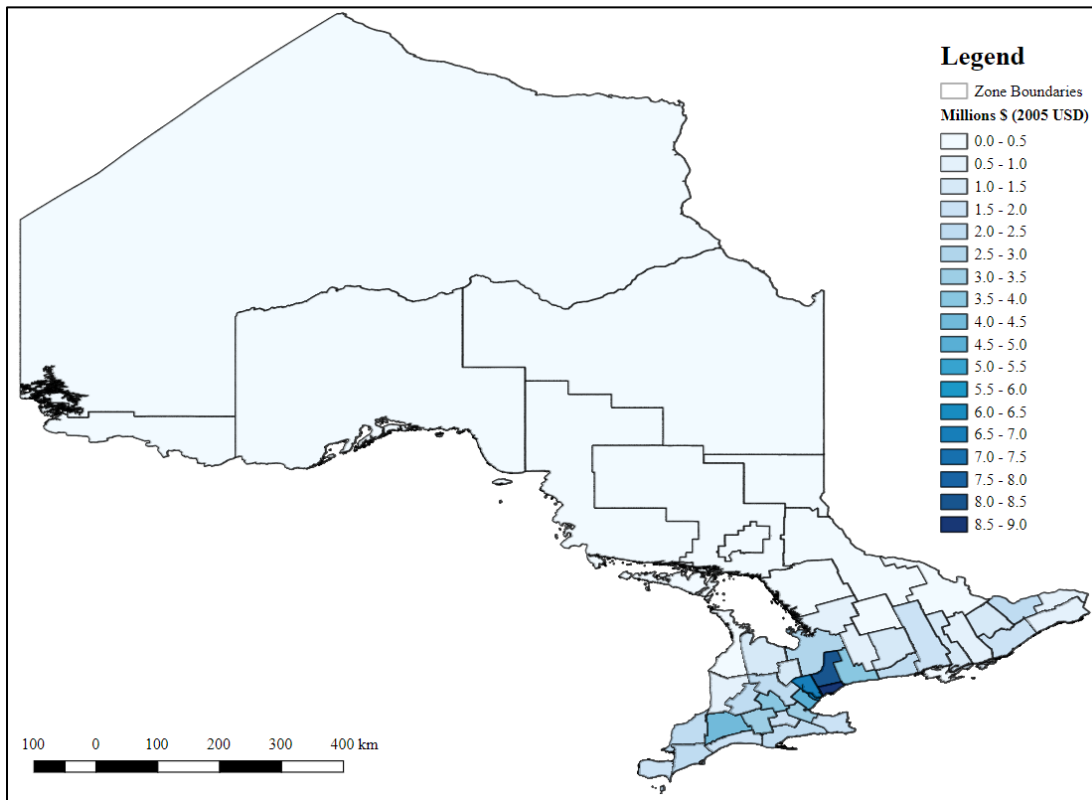 Legend
Zone Boundaries
Millions $ (2005 USD)
0.0 - 0.5
0.5 - 1.0
1.0 - 1.5
1.5 - 2.0
2.0 - 2.5
2.5 - 3.0
3.0 - 3.5
3.5 - 4.0
4.0 - 4.5
4.5 - 5.0
5.0 - 5.5
5.5 - 6.0
6.0 - 6.5
6.5 - 7.0
7.0 - 7.5
7.5 - 8.0
8.0 - 8.5
8.5 - 9.0
100 0 100 200 300 400 km